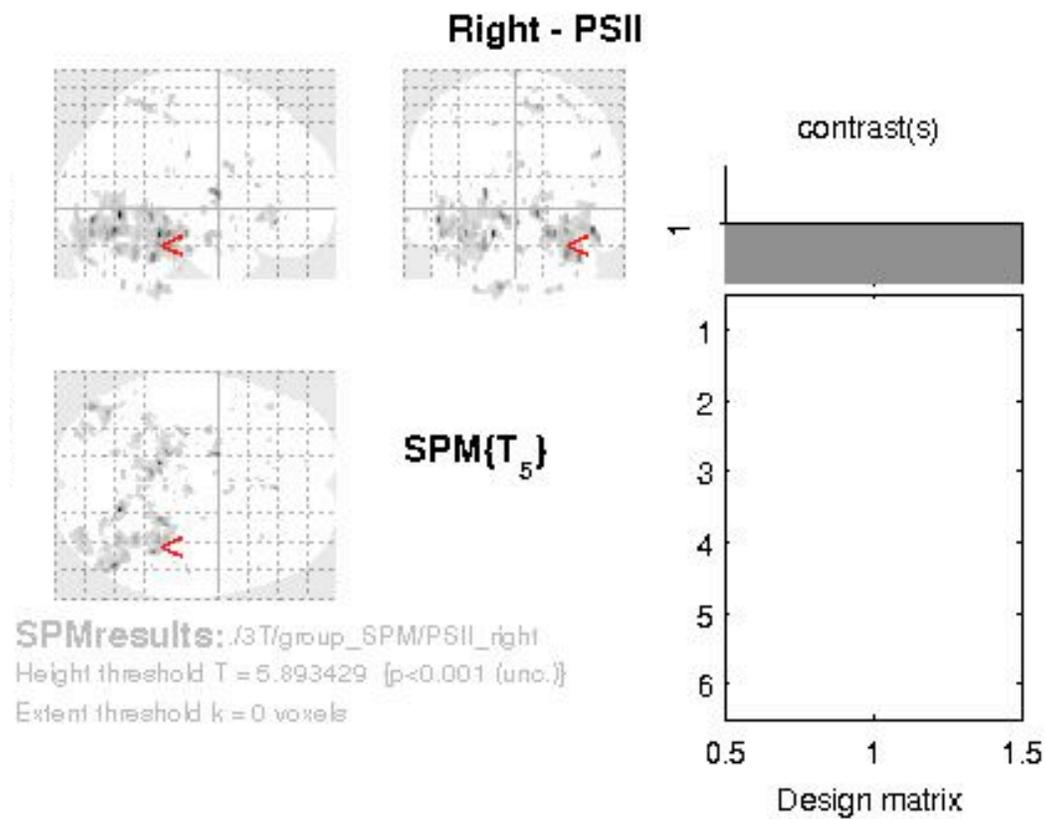 Right - PSII
contrast(s)
1
1
2
3
4
5
6
0.5 1 1.5
Design matrix
SPM{T5}
SPMresults: ./3T/group_SPM/PSII_right
Height threshold T = 5.893429 {p<0.001 (unc.)}
Extent threshold k = 0 voxels